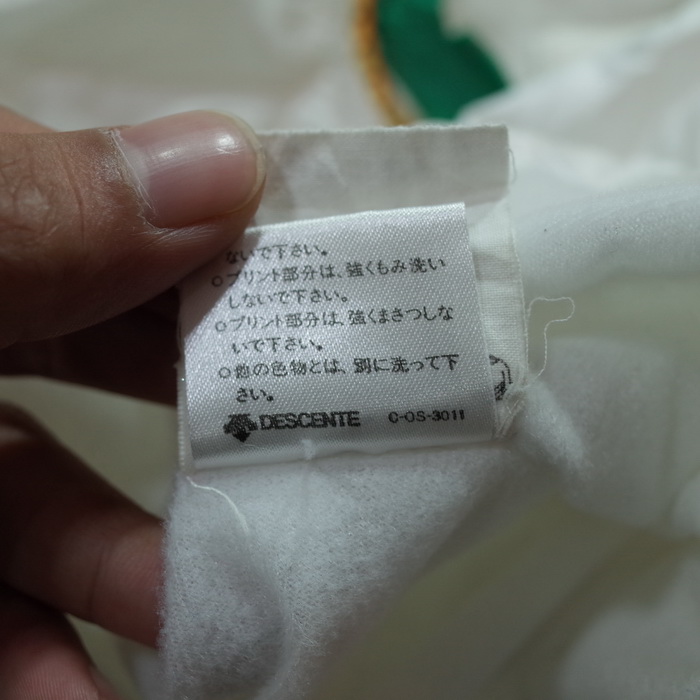 ないで下さい。
○プリント部分は、強くもみ洗い
しないで下さい。
○プリント部分は、強くまさつしな
いで下さい。
○他の色物とは、別に洗って下
さい。
DESCENTE C-OS-3011